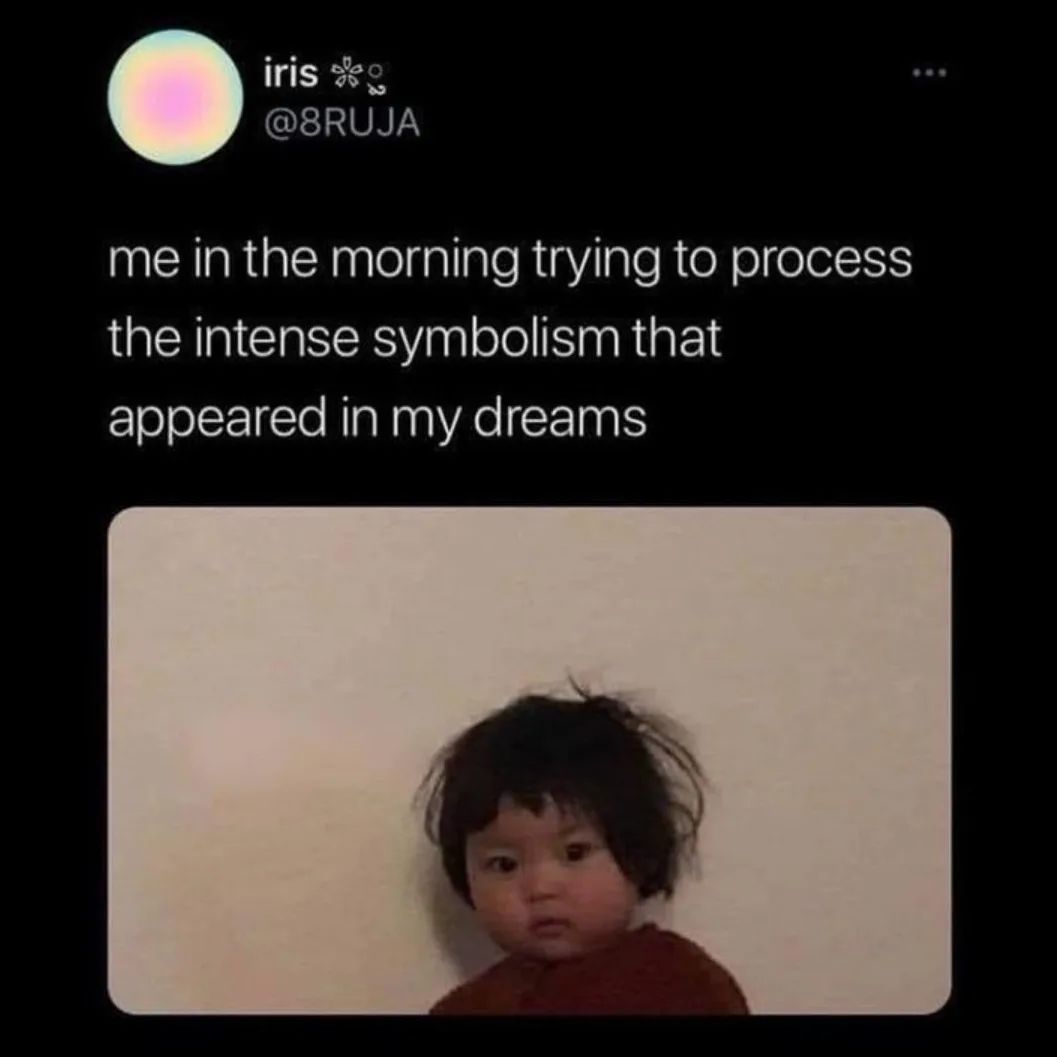 iris
@8RUJA
me in the morning trying to process
the intense symbolism that
appeared in my dreams